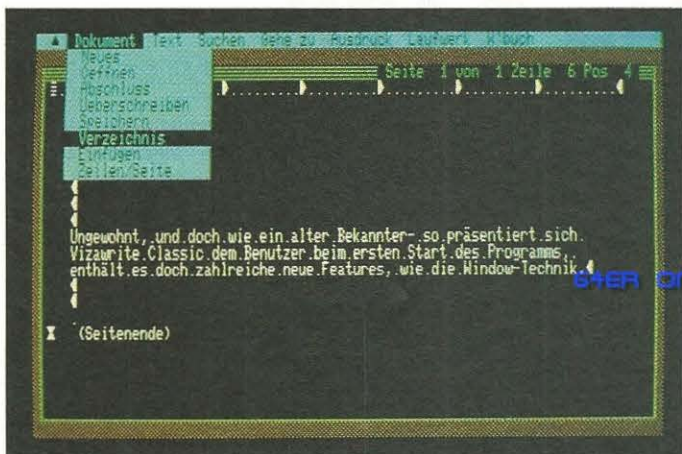 Dokument Text Suchen Gehe zu Ausdruck Laufwerk W'buch
Neues
Oeffnen
Abschluss
Ueberschreiben
Speichern
Verzeichnis
Einfügen
Zeilen/Seite
Seite 1 von 1 Zeile 6 Pos 4
Ungewohnt, und doch wie ein alter Bekannter- so präsentiert sich
Vizawrite Classic dem Benutzer beim ersten Start des Programms,
enthält es doch zahlreiche neue Features, wie die Window-Technik.
(Seitenende)
64ER